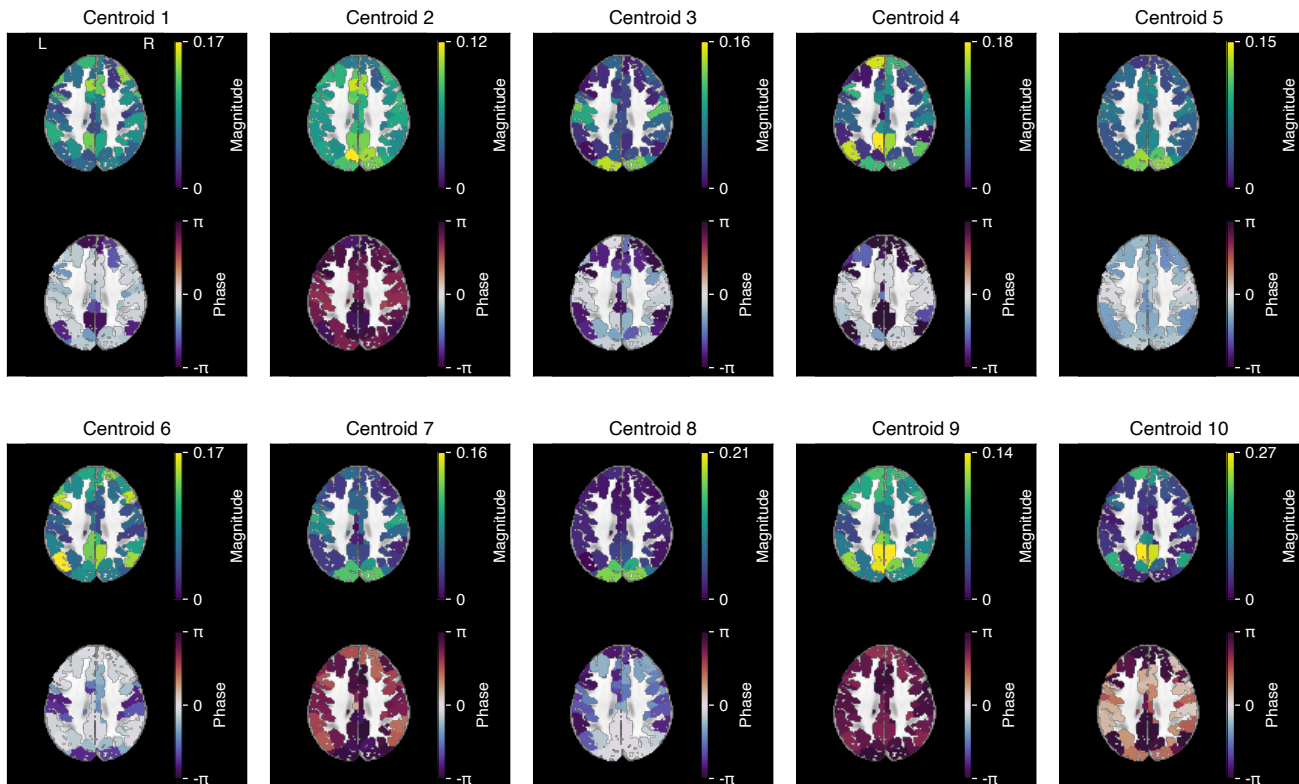 Centroid 1 Centroid 2 Centroid 3 Centroid 4 Centroid 5
L R
0.17 0.12 0.16 0.18 0.15
Magnitude Magnitude Magnitude Magnitude Magnitude
0 0 0 0 0
π π π π π
Phase Phase Phase Phase Phase
0 0 0 0 0
-π -π -π -π -π
Centroid 6 Centroid 7 Centroid 8 Centroid 9 Centroid 10
0.17 0.16 0.21 0.14 0.27
Magnitude Magnitude Magnitude Magnitude Magnitude
0 0 0 0 0
π π π π π
Phase Phase Phase Phase Phase
0 0 0 0 0
-π -π -π -π -π